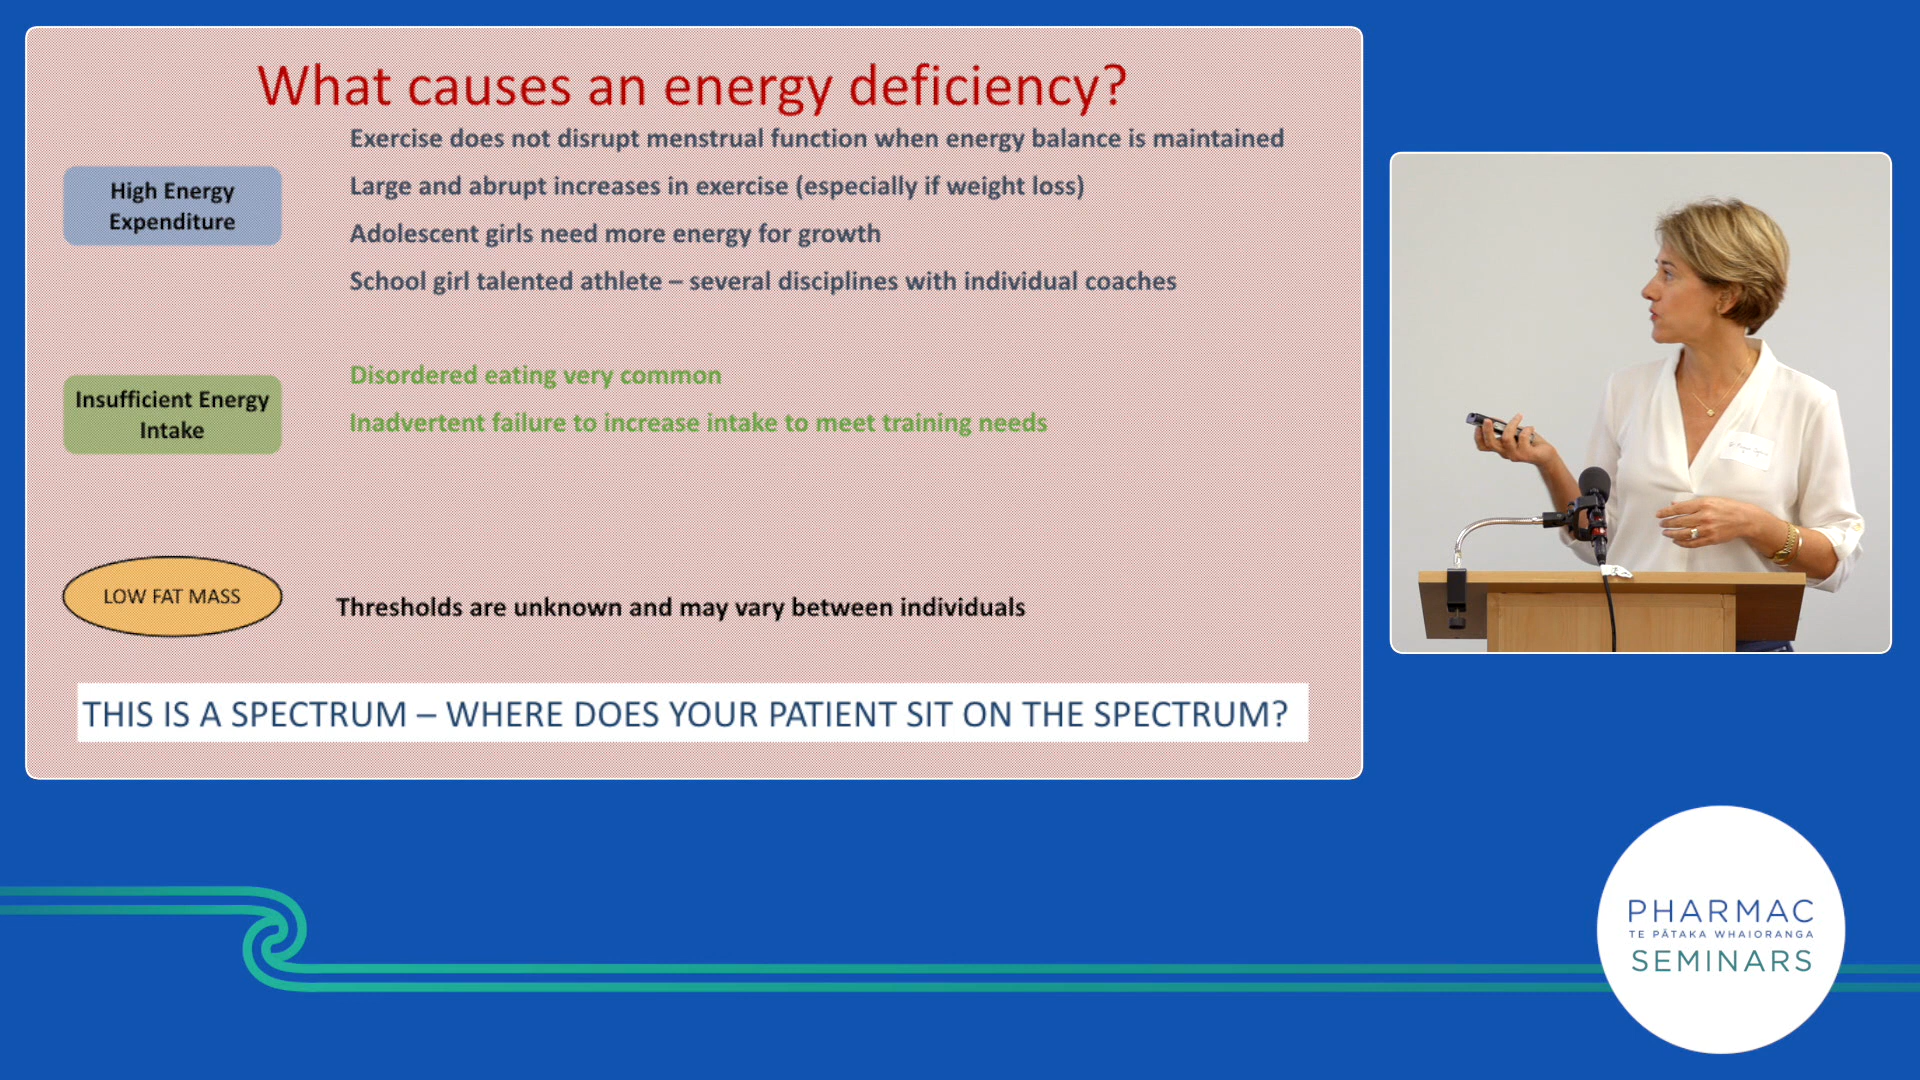 What causes an energy deficiency?
Exercise does not disrupt menstrual function when energy balance is maintained
High Energy
Expenditure
Large and abrupt increases in exercise (especially if weight loss)
Adolescent girls need more energy for growth
School girl talented athlete – several disciplines with individual coaches
Insufficient Energy
Intake
Disordered eating very common
Inadvertent failure to increase intake to meet training needs
LOW FAT MASS
Thresholds are unknown and may vary between individuals
THIS IS A SPECTRUM – WHERE DOES YOUR PATIENT SIT ON THE SPECTRUM?
PHARMAC
TE PĀTAKA WHAIORANGA
SEMINARS